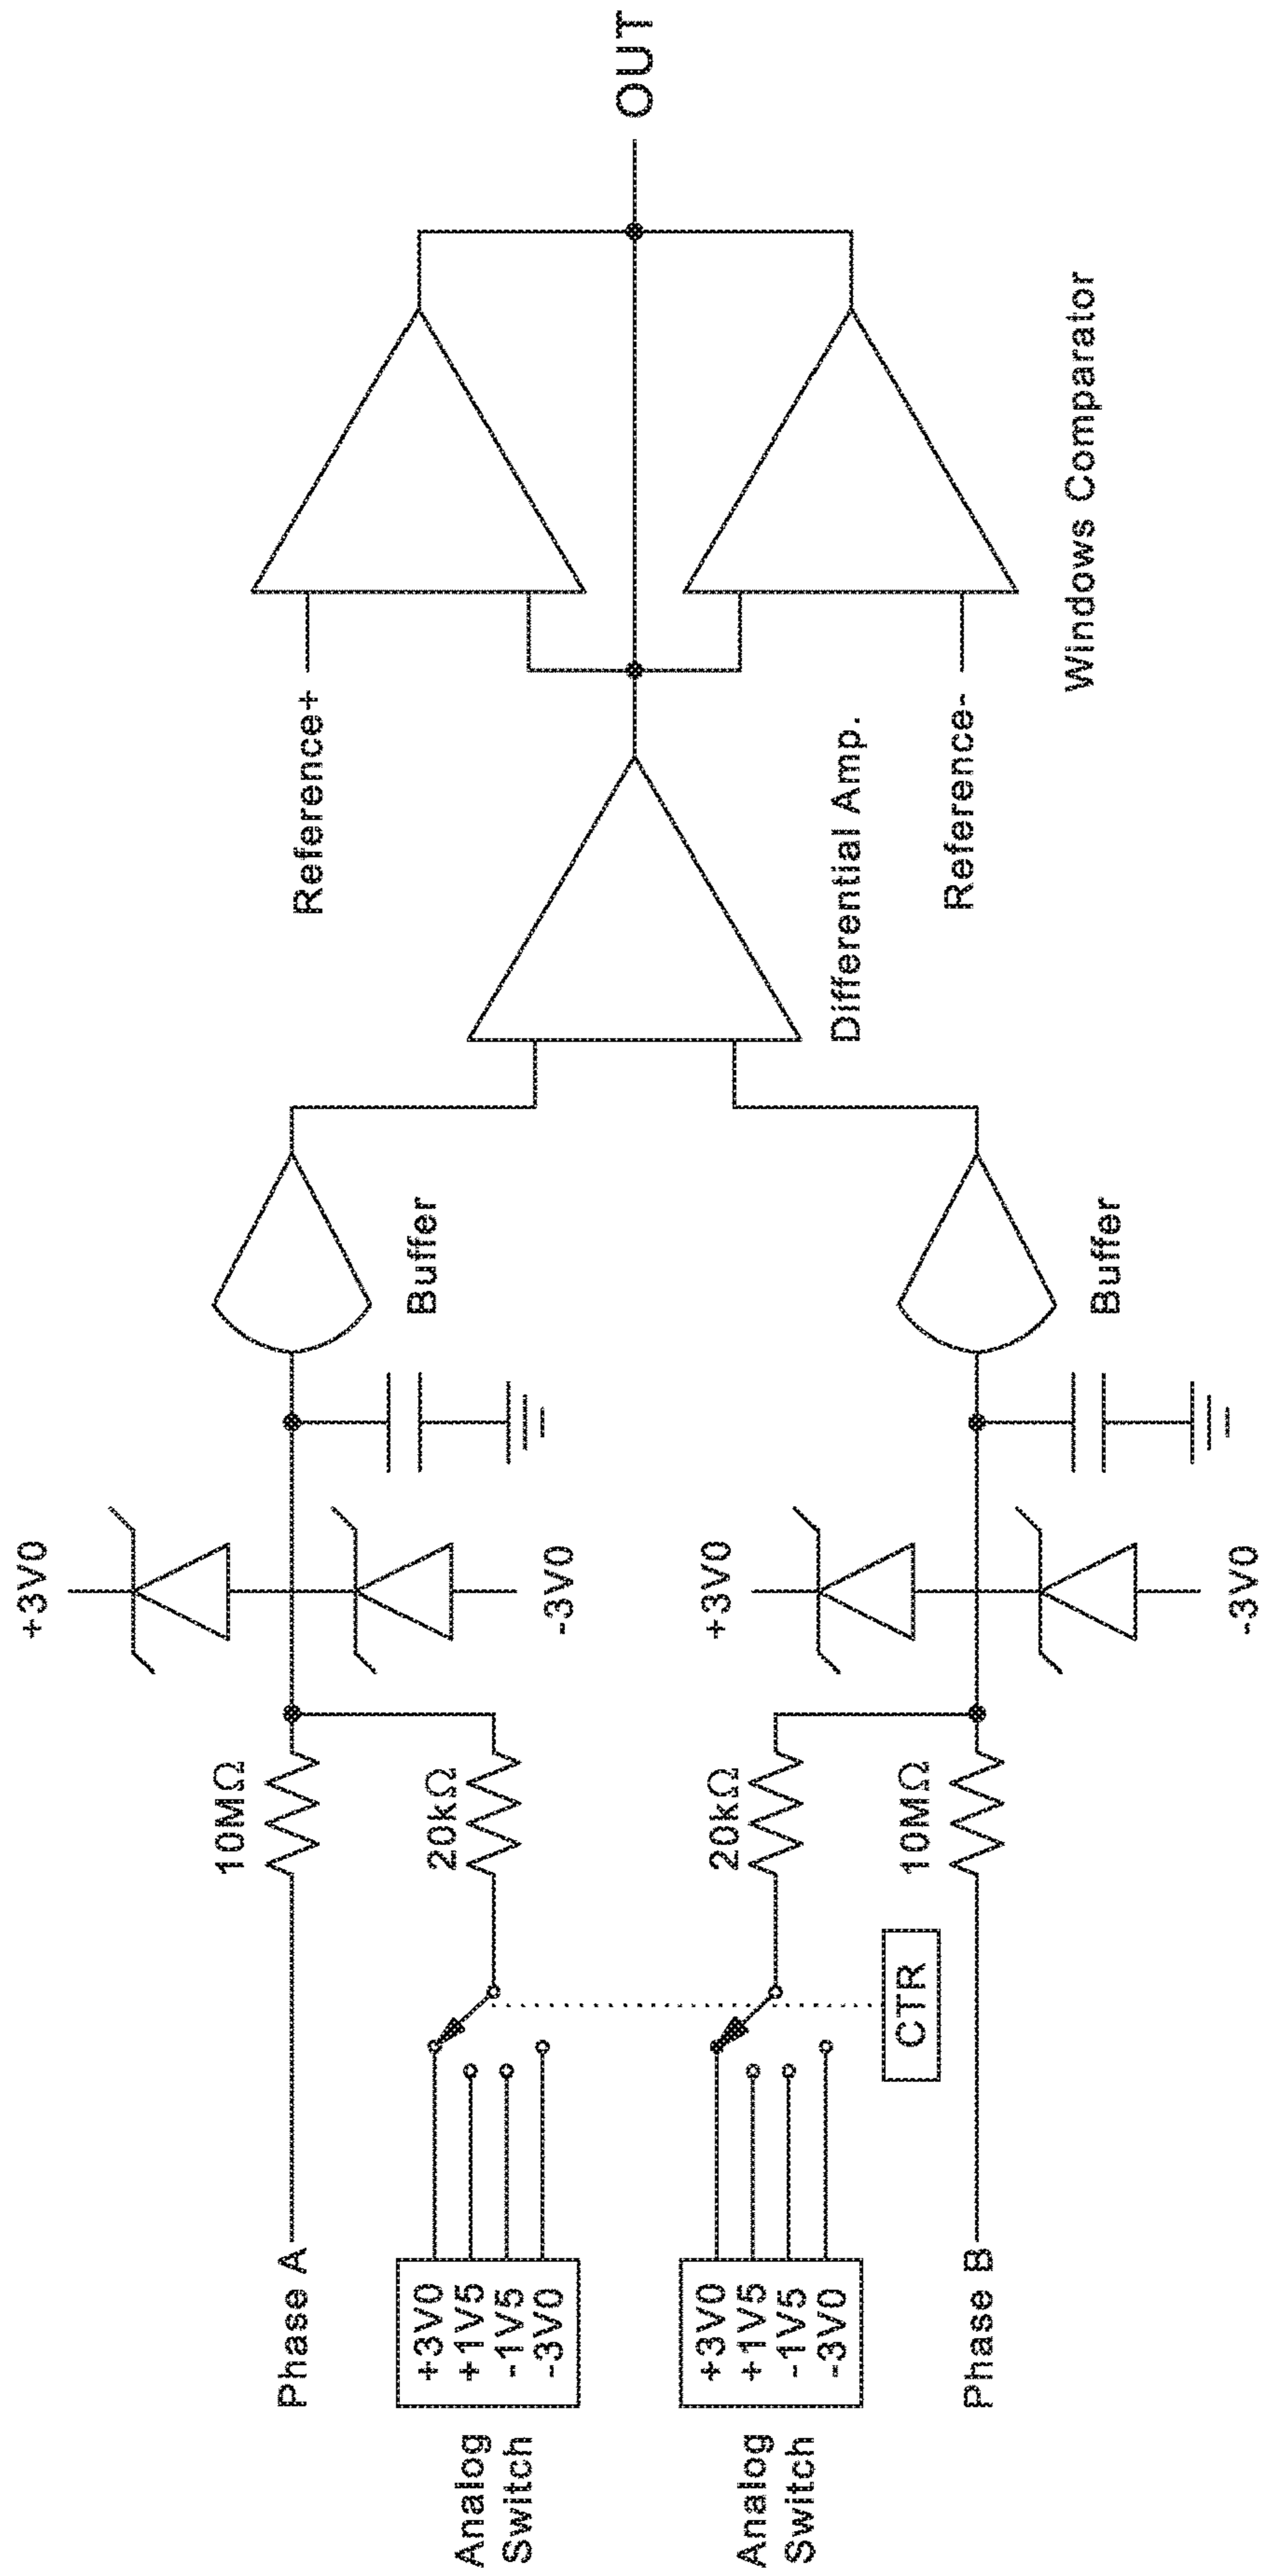 +3V0
Phase A
10MΩ
Buffer
Analog
Switch
+3V0
+1V5
-1V5
-3V0
20kΩ
-3V0
Reference+
OUT
Differential Amp.
Reference-
Windows Comparator
+3V0
Analog
Switch
+3V0
+1V5
-1V5
-3V0
20kΩ
CTR
10MΩ
Phase B
Buffer
-3V0